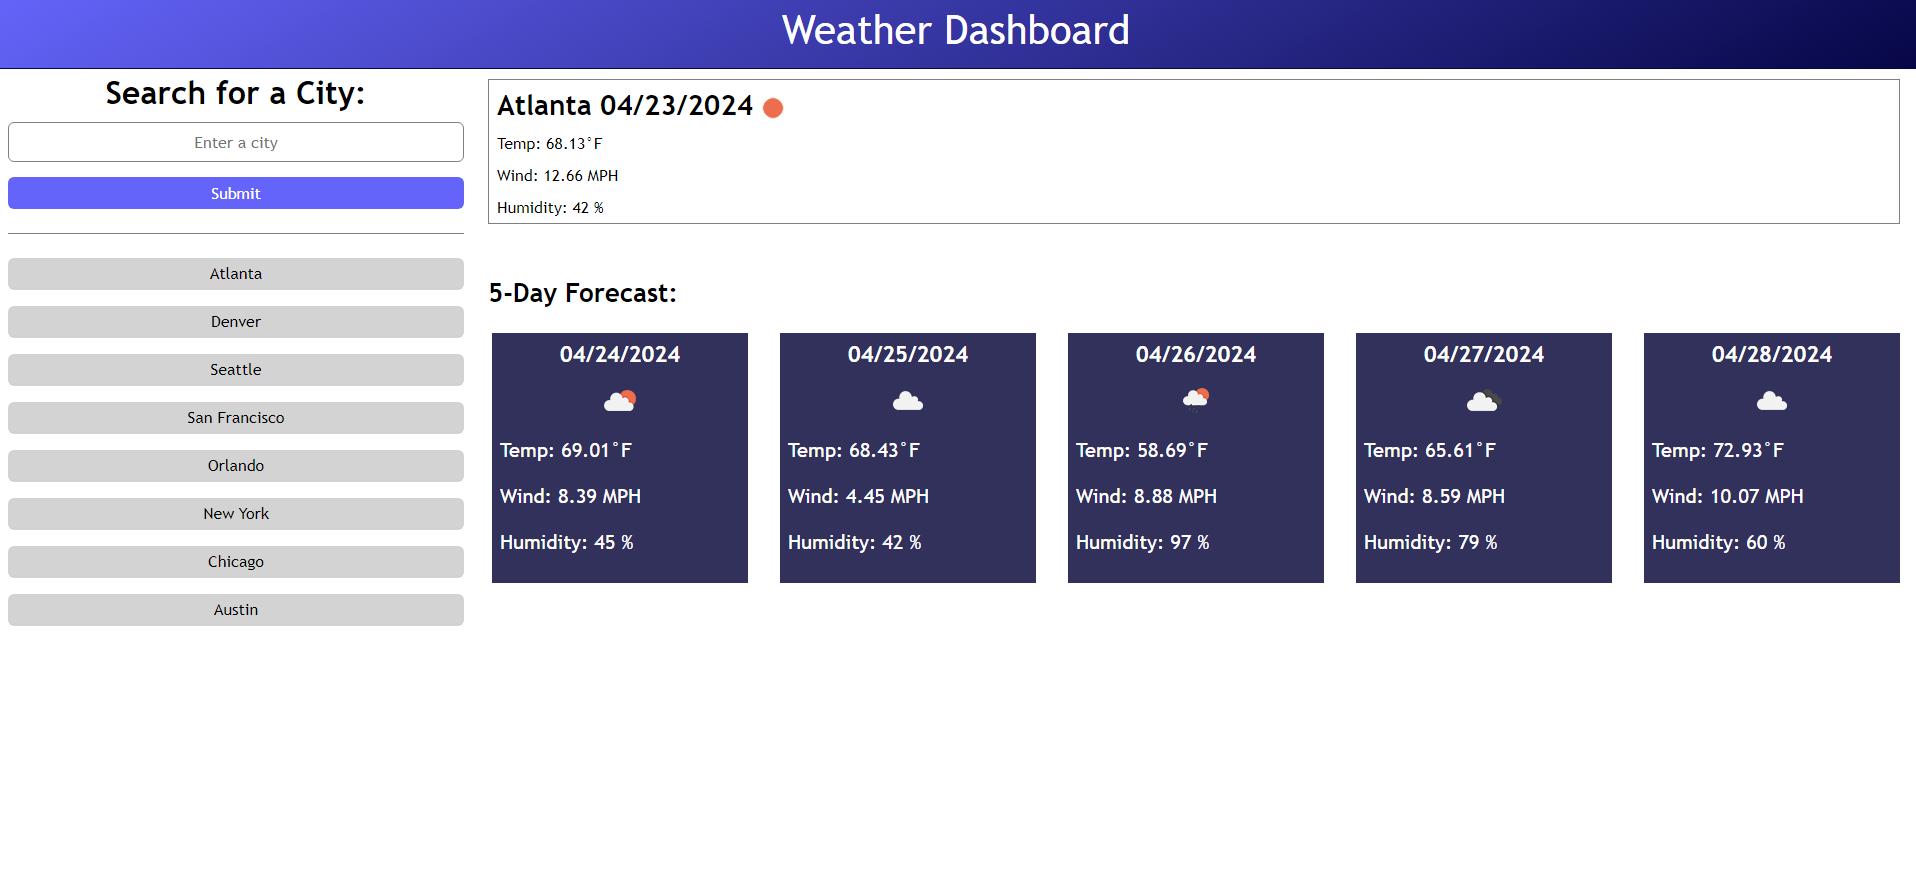 Weather Dashboard
Search for a City:
Enter a city
Submit
Atlanta
Denver
Seattle
San Francisco
Orlando
New York
Chicago
Austin
Atlanta 04/23/2024
Temp: 68.13°F
Wind: 12.66 MPH
Humidity: 42 %
5-Day Forecast:
04/24/2024
Temp: 69.01°F
Wind: 8.39 MPH
Humidity: 45 %
04/25/2024
Temp: 68.43°F
Wind: 4.45 MPH
Humidity: 42 %
04/26/2024
Temp: 58.69°F
Wind: 8.88 MPH
Humidity: 97 %
04/27/2024
Temp: 65.61°F
Wind: 8.59 MPH
Humidity: 79 %
04/28/2024
Temp: 72.93°F
Wind: 10.07 MPH
Humidity: 60 %